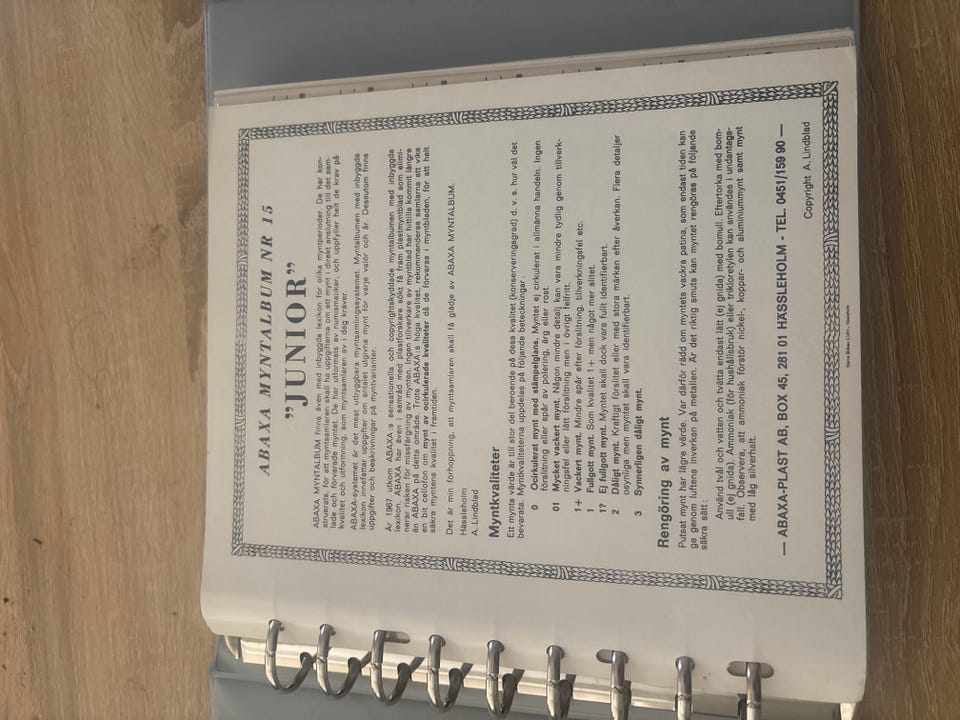 ABAXA MYNTALBUM NR 15
”JUNIOR”
ABAXA MYNTALBUM finns även med inbyggda lexikon för olika myntperioder. De har kon-
struerats, för att myntsamlaren skall ha uppgifterna om ett mynt i direkt anslutning till det sam-
lade och förvarade myntet. De har utformats av numismatiker, och uppfyller helt de krav på
kvalitet och utformning, som myntsamlaren av i dag kräver.
ABAXA-systemet är det mest utbyggbara myntsamlingssystemet. Myntalbumen med inbyggda
lexikon innefattar uppgifter om antalet utgivna mynt för varje valör och år. Dessutom finns
uppgifter och beskrivningar på myntvarianter.
År 1967 utkom ABAXA:s sensationella och copyrightskyddade myntalbumen med inbyggda
lexikon. ABAXA har även i samråd med plastforskare sökt få fram plastmyntblad som elimi-
nerar risken för missfärgning av mynten. Ingen tillverkare av myntblad har hittills kommit längre
än ABAXA på detta område. Trots ABAXA:s höga kvalitet, rekommenderas samlarna att vika
en bit cellofon om mynt av ocirkulerade kvaliteter då de förvaras i myntbladen, för att helt
säkra myntens kvalitet i framtiden.
Det är min förhoppning, att myntsamlaren skall få glädje av ABAXA MYNTALBUM.
Hässleholm
A. Lindblad
Myntkvaliteter
Ett mynts värde är till stor del beroende på dess kvalitet (konserveringsgrad) d. v. s. hur väl det
bevarats. Myntkvaliteterna uppdelas på följande beteckningar:
0 Ocirkulerat mynt med stämpelglans. Myntet ej cirkulerat i allmänna handeln. Ingen
förslitning eller spår av polering, ärg eller rost.
01 Mycket vackert mynt. Någon mindre detalj kan vara mindre tydlig genom tillverk-
ningsfel eller lätt förslitning men i övrigt felfritt.
1+ Vackert mynt. Mindre spår efter förslitning, tillverkningsfel etc.
1 Fullgott mynt. Som kvalitet 1+ men något mer slitet.
1? Ej fullgott mynt. Myntet skall dock vara fullt identifierbart.
2 Dåligt mynt. Kraftigt förslitet eller med stora märken efter åverkan. Flera detaljer
osynliga men myntet skall vara identifierbart.
3 Synnerligen dåligt mynt.
Rengöring av mynt
Putsat mynt har lägre värde. Var därför rädd om myntets vackra patina, som endast tiden kan
ge genom luftens inverkan på metallen. Är det riktigt smuts kan myntet rengöras på följande
säkra sätt:
Använd tvål och vatten och tvätta endast lätt (ej gnida) med bomull. Eftertorka med bom-
ull (ej gnida). Ammoniak (för hushållsbruk) eller trikloretylen kan användas i undantags-
fall. Observera, att ammoniak förstör nickel-, koppar- och aluminiummynt samt mynt
med låg silverhalt.
— ABAXA-PLAST AB, BOX 45, 281 01 HÄSSLEHOLM - TEL. 0451/159 90 —
Copyright A. Lindblad